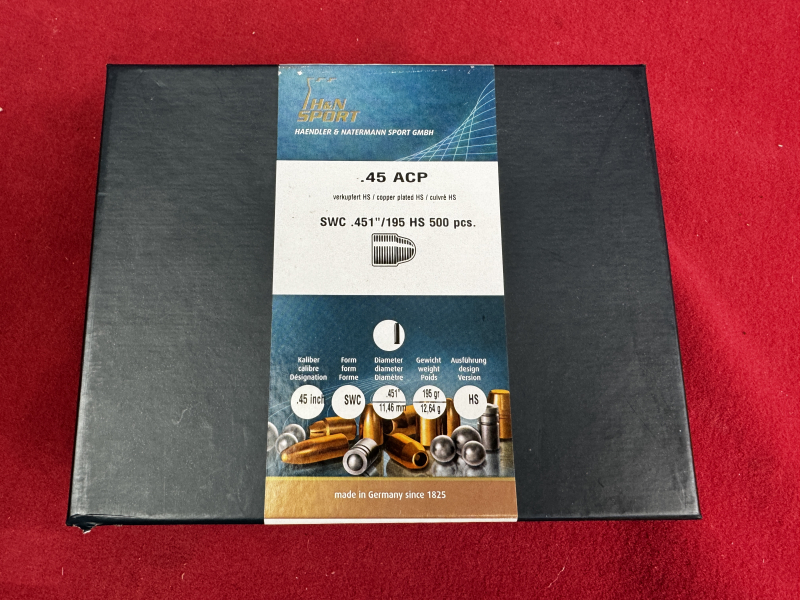 H&N
SPORT
HAENDLER & NATERMANN SPORT GMBH
.45 ACP
verkupfert HS / copper plated HS / cuivrè HS
SWC .451"/195 HS 500 pcs.
Kaliber
calibre
Désignation
Form
form
Forme
Diameter
diameter
Diamètre
Gewicht
weight
Poids
Ausführung
design
Version
.45 inch
SWC
.451"
11,46 mm
195 gr
12,64 g
HS
made in Germany since 1825